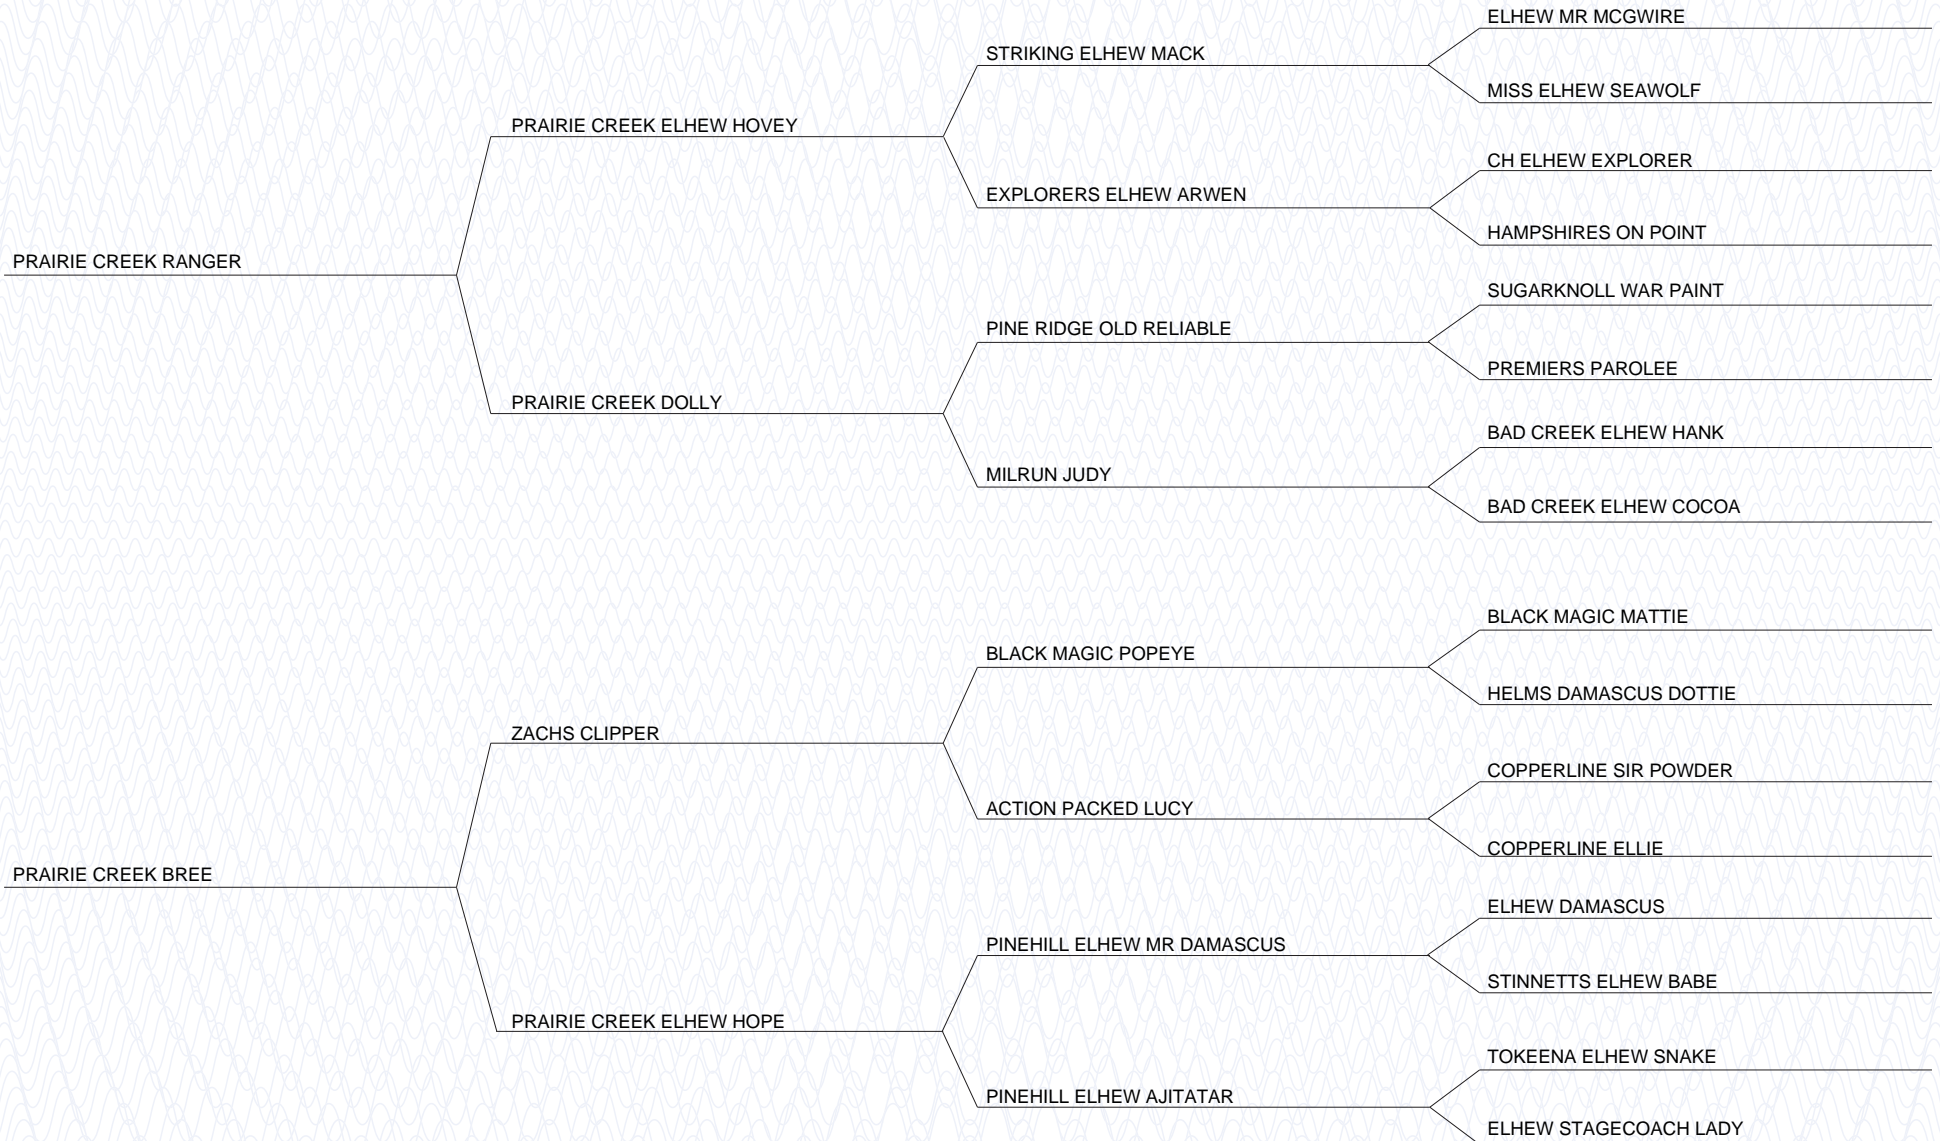 ELHEW MR MCGWIRE
STRIKING ELHEW MACK
MISS ELHEW SEAWOLF
PRAIRIE CREEK ELHEW HOVEY
CH ELHEW EXPLORER
EXPLORERS ELHEW ARWEN
HAMPSHIRES ON POINT
PRAIRIE CREEK RANGER
SUGARKNOLL WAR PAINT
PINE RIDGE OLD RELIABLE
PREMIERS PAROLEE
PRAIRIE CREEK DOLLY
BAD CREEK ELHEW HANK
MILRUN JUDY
BAD CREEK ELHEW COCOA
BLACK MAGIC MATTIE
BLACK MAGIC POPEYE
HELMS DAMASCUS DOTTIE
ZACHS CLIPPER
COPPERLINE SIR POWDER
ACTION PACKED LUCY
COPPERLINE ELLIE
PRAIRIE CREEK BREE
ELHEW DAMASCUS
PINEHILL ELHEW MR DAMASCUS
STINNETTS ELHEW BABE
PRAIRIE CREEK ELHEW HOPE
TOKEENA ELHEW SNAKE
PINEHILL ELHEW AJITATAR
ELHEW STAGECOACH LADY